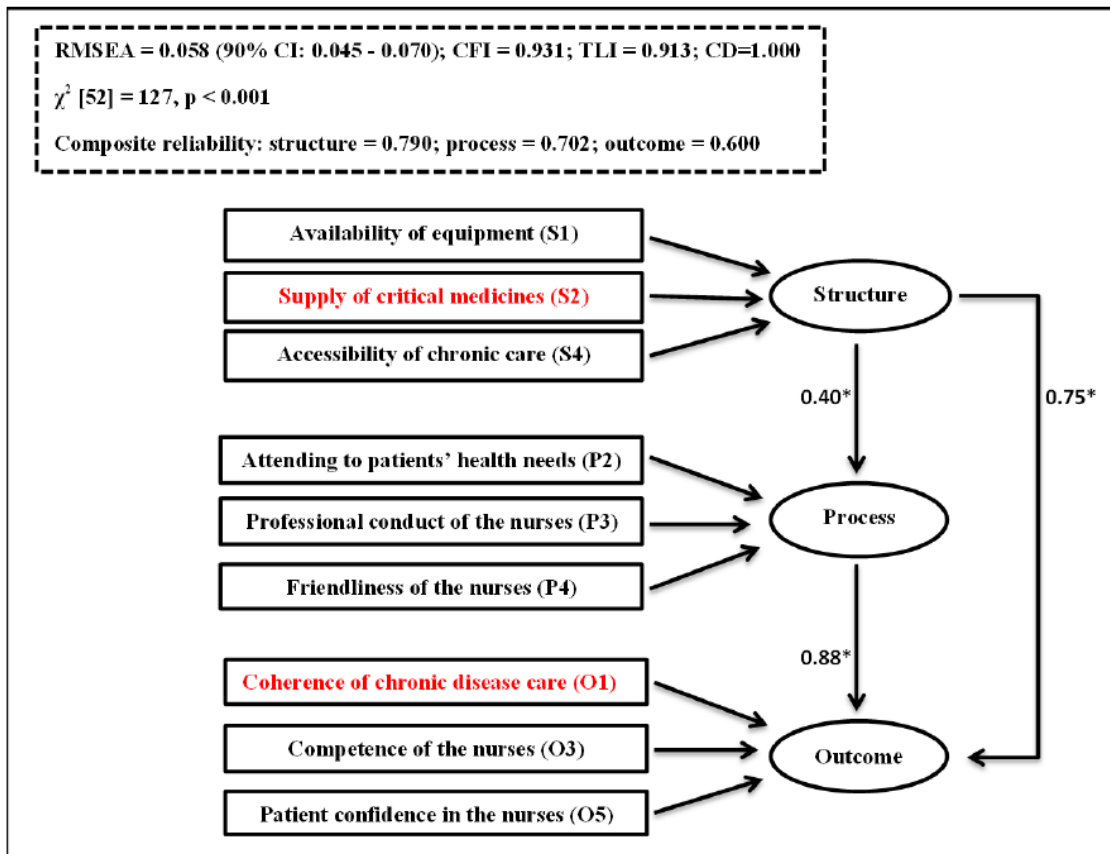 RMSEA = 0.058 (90% CI: 0.045 - 0.070); CFI = 0.931; TLI = 0.913; CD=1.000
χ² [52] = 127, p < 0.001
Composite reliability: structure = 0.790; process = 0.702; outcome = 0.600
Availability of equipment (S1)
Supply of critical medicines (S2)
Structure
Accessibility of chronic care (S4)
0.40*
0.75*
Attending to patients’ health needs (P2)
Professional conduct of the nurses (P3)
Process
Friendliness of the nurses (P4)
0.88*
Coherence of chronic disease care (O1)
Competence of the nurses (O3)
Outcome
Patient confidence in the nurses (O5)